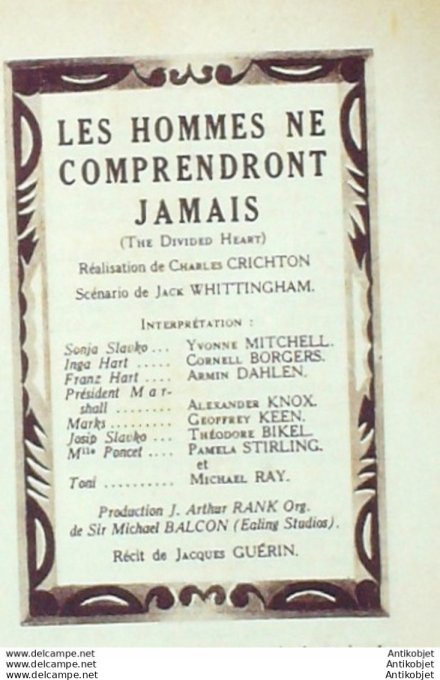 LES HOMMES NE
COMPRENDRONT
JAMAIS
(THE DIVIDED HEART)
Réalisation de CHARLES CRICHTON
Scénario de JACK WHITTINGHAM.
INTERPRÉTATION :
Sonja Slavko ... YVONNE MITCHELL.
Inga Hart ..... CORNELL BORGERS.
Franz Hart .... ARMIN DAHLEN.
Président Mar-
shall ........ ALEXANDER KNOX.
Marks ......... GEOFFREY KEEN.
Josip Slavko ... THÉODORE BIKEL.
Mlle Poncet .... PAMELA STIRLING.
et
Toni .......... MICHAEL RAY.
Production J. Arthur RANK Org.
de Sir Michael BALCON (Ealing Studios).
Récit de JACQUES GUÉRIN.
www.delcampe.net Antikobjet
www.delcampe.net Antikobjet
www.delcampe.net Antikobjet